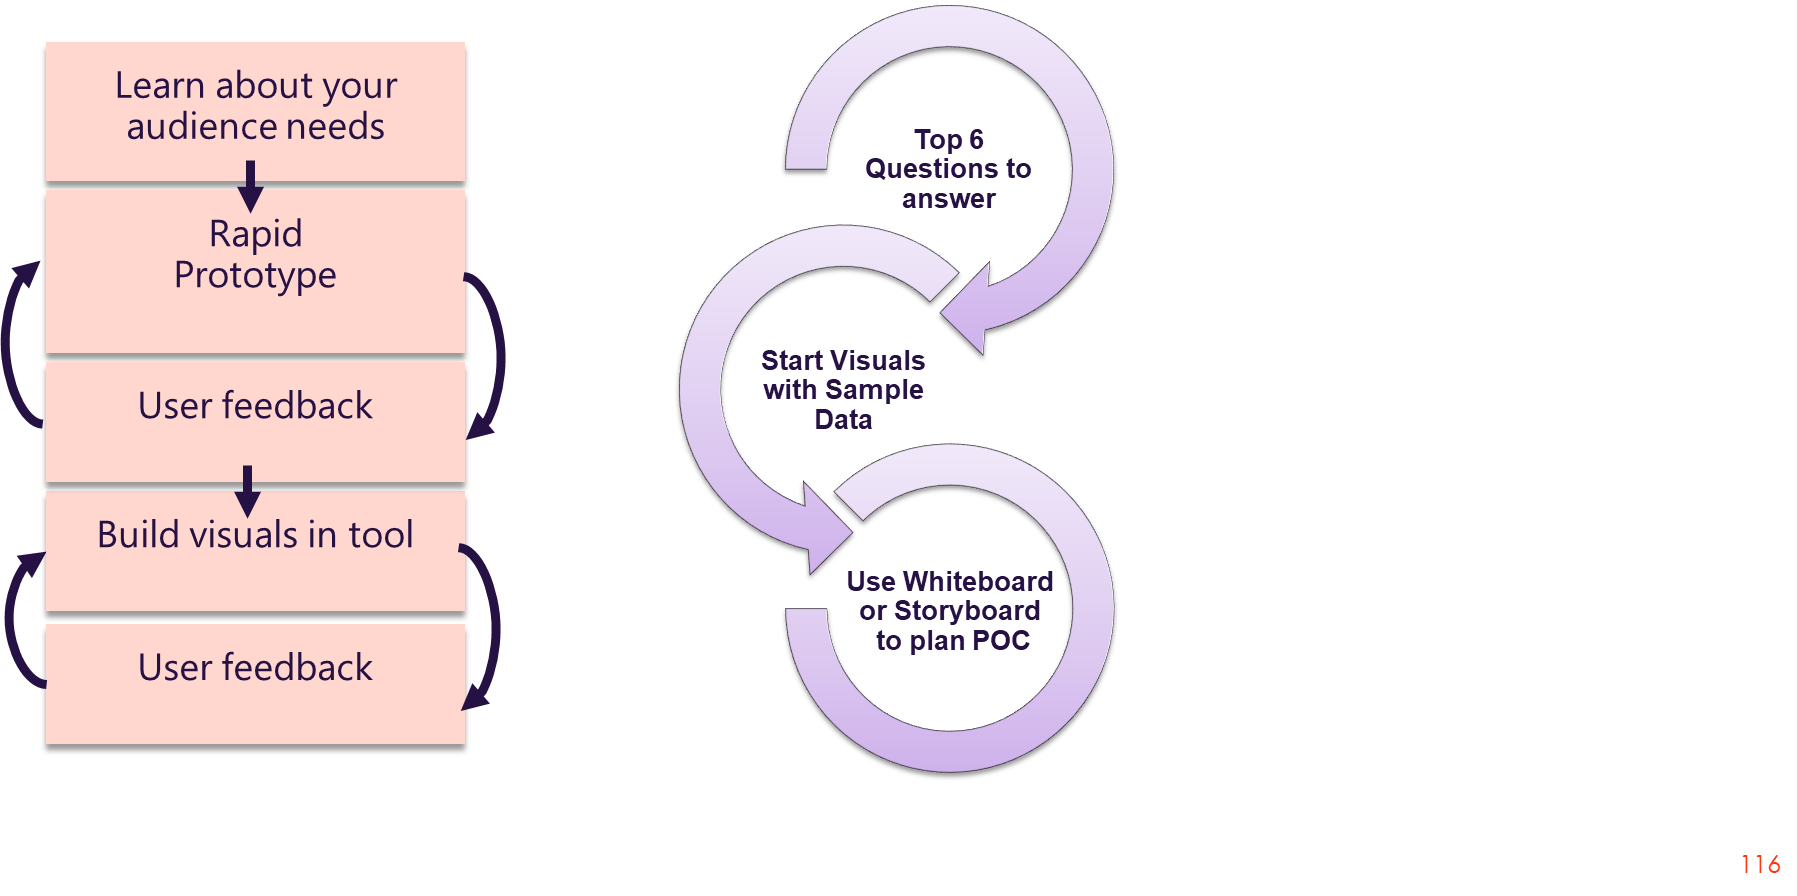 Learn about your
audience needs
Rapid
Prototype
User feedback
Build visuals in tool
User feedback
Top 6
Questions to
answer
Start Visuals
with Sample
Data
Use Whiteboard
or Storyboard
to plan POC
116